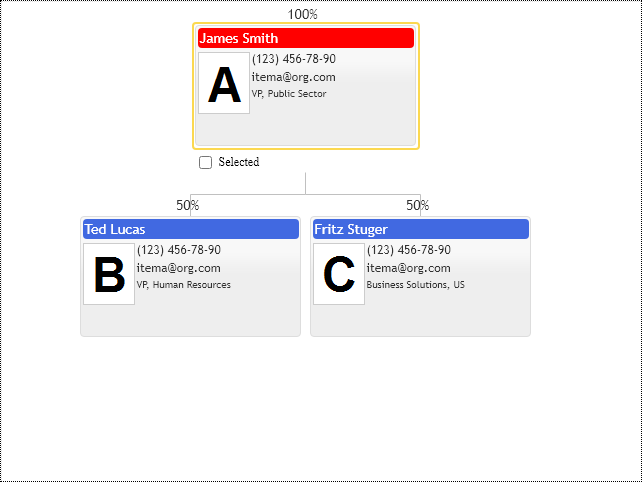 100%
James Smith
A
(123) 456-78-90
itema@org.com
VP, Public Sector
Selected
50%
50%
Ted Lucas
B
(123) 456-78-90
itema@org.com
VP, Human Resources
Fritz Stuger
C
(123) 456-78-90
itema@org.com
Business Solutions, US